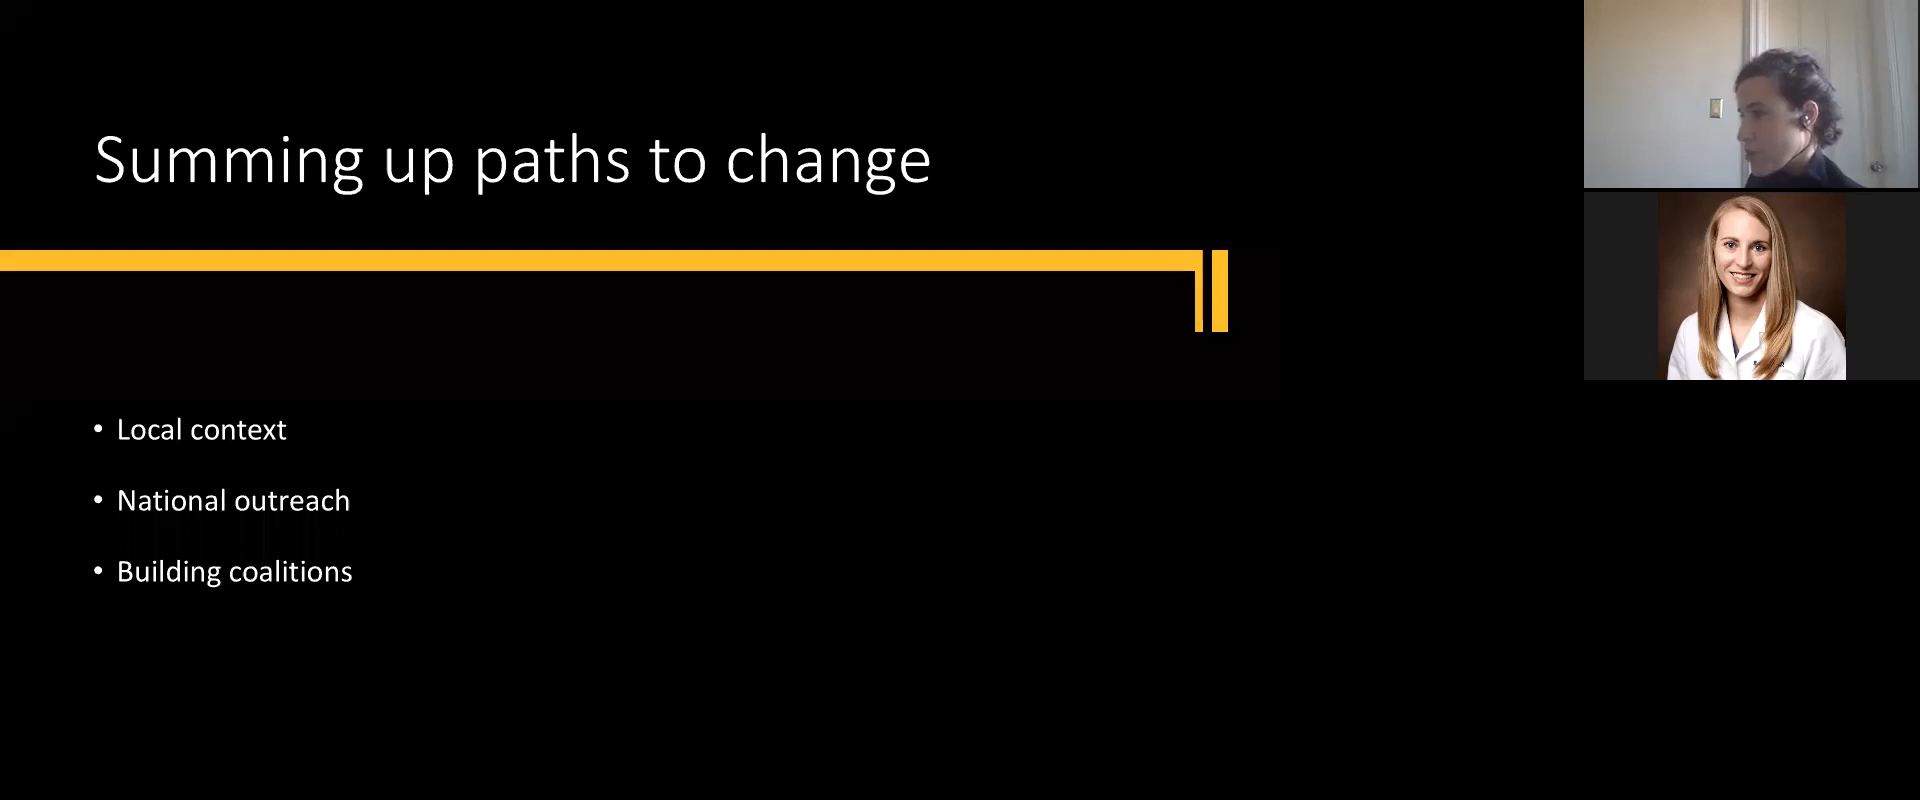 Summing up paths to change
• Local context
• National outreach
• Building coalitions